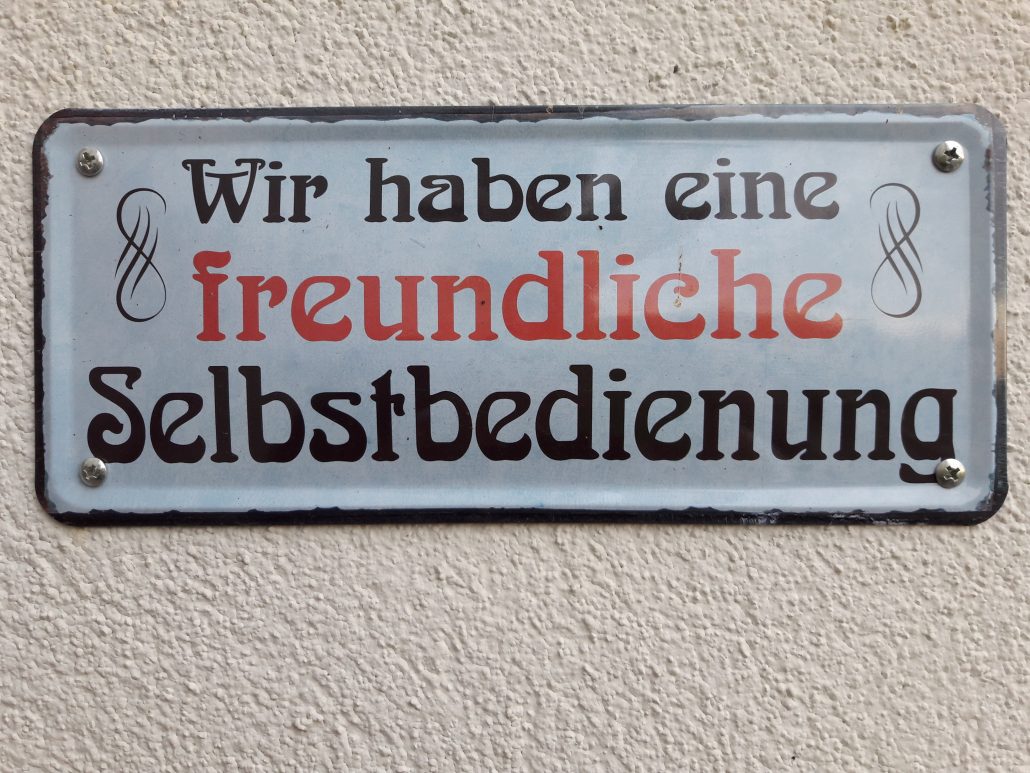 Wir haben eine
freundliche
Selbstbedienung